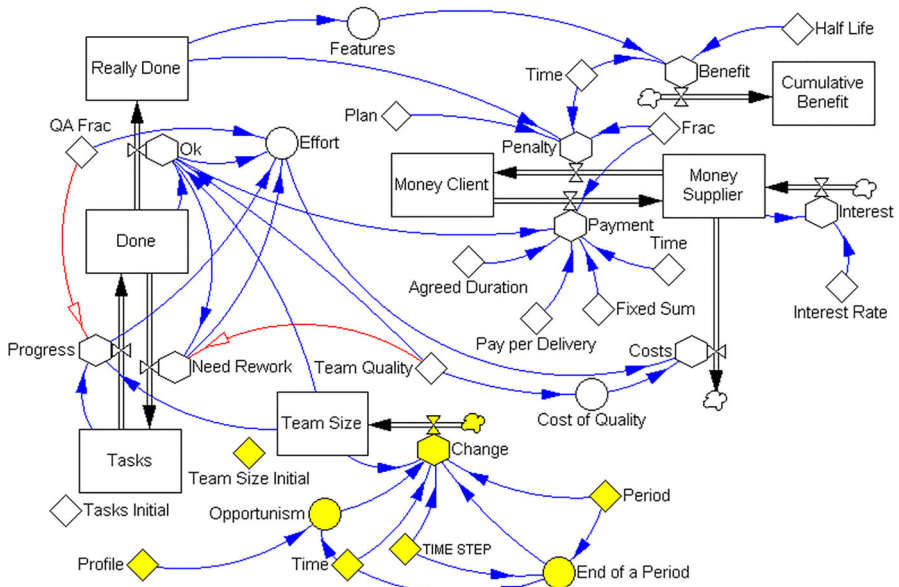 Features
Half Life
Really Done
Time
Benefit
Cumulative
Benefit
QA Frac
Plan
Frac
Ok
Effort
Penalty
Money Client
Money
Supplier
Interest
Done
Payment
Time
Agreed Duration
Fixed Sum
Interest Rate
Pay per Delivery
Progress
Need Rework
Team Quality
Costs
Cost of Quality
Team Size
Tasks
Team Size Initial
Change
Tasks Initial
Opportunism
Period
Profile
Time
TIME STEP
End of a Period